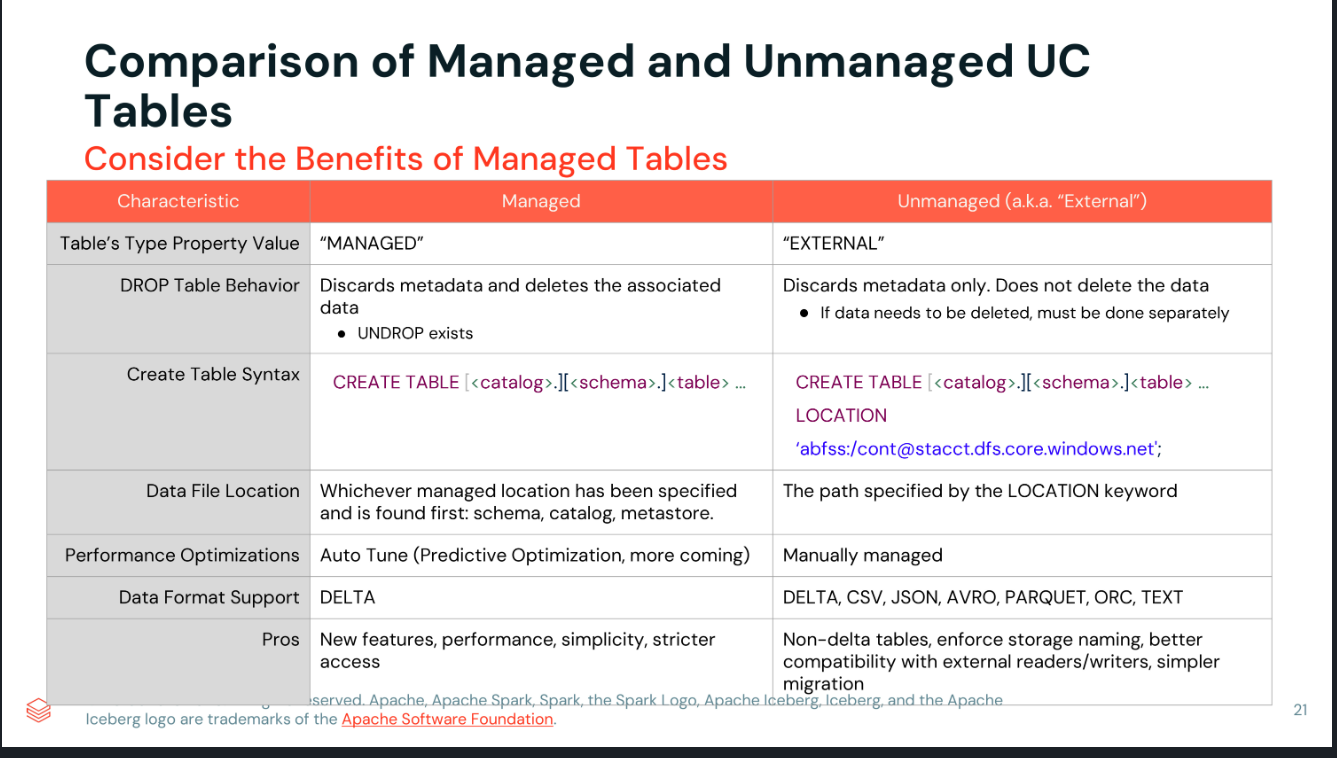 Comparison of Managed and Unmanaged UC
Tables
Consider the Benefits of Managed Tables
Characteristic
Managed
Unmanaged (a.k.a. “External”)
Table’s Type Property Value
“MANAGED”
“EXTERNAL”
DROP Table Behavior
Discards metadata and deletes the associated
data
● UNDROP exists
Discards metadata only. Does not delete the data
● If data needs to be deleted, must be done separately
Create Table Syntax
CREATE TABLE [<catalog>.][<schema>.]<table> ...
CREATE TABLE [<catalog>.][<schema>.]<table> ...
LOCATION
‘abfss:/cont@stacct.dfs.core.windows.net';
Data File Location
Whichever managed location has been specified
and is found first: schema, catalog, metastore.
The path specified by the LOCATION keyword
Performance Optimizations
Auto Tune (Predictive Optimization, more coming)
Manually managed
Data Format Support
DELTA
DELTA, CSV, JSON, AVRO, PARQUET, ORC, TEXT
Pros
New features, performance, simplicity, stricter
access
Non-delta tables, enforce storage naming, better
compatibility with external readers/writers, simpler
migration
Apache, Apache Spark, Spark, the Spark Logo, Apache Iceberg, Iceberg, and the Apache
Iceberg logo are trademarks of the Apache Software Foundation.
21